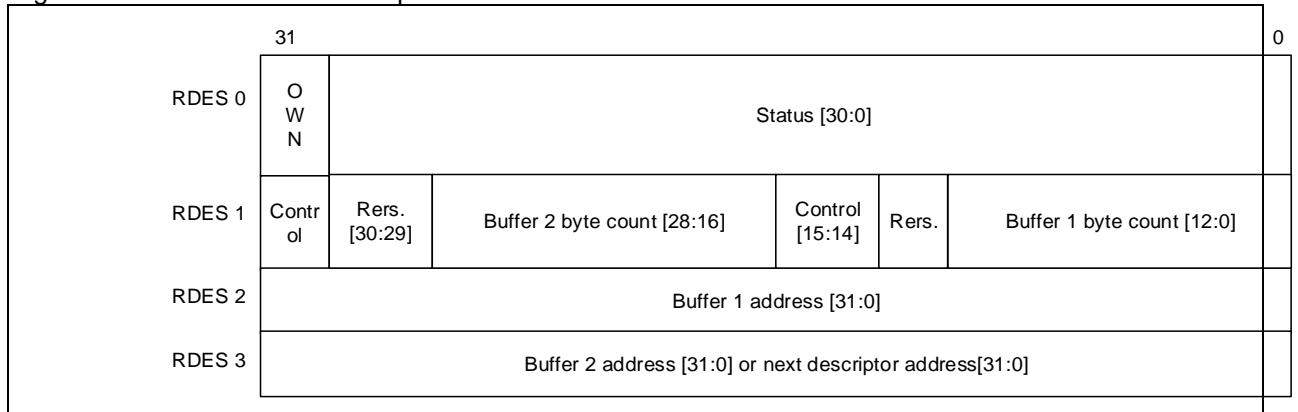 31 0
RDES 0
O
W
N
Status [30:0]
RDES 1
Contr
ol
Rers.
[30:29]
Buffer 2 byte count [28:16]
Control
[15:14]
Rers.
Buffer 1 byte count [12:0]
RDES 2
Buffer 1 address [31:0]
RDES 3
Buffer 2 address [31:0] or next descriptor address[31:0]